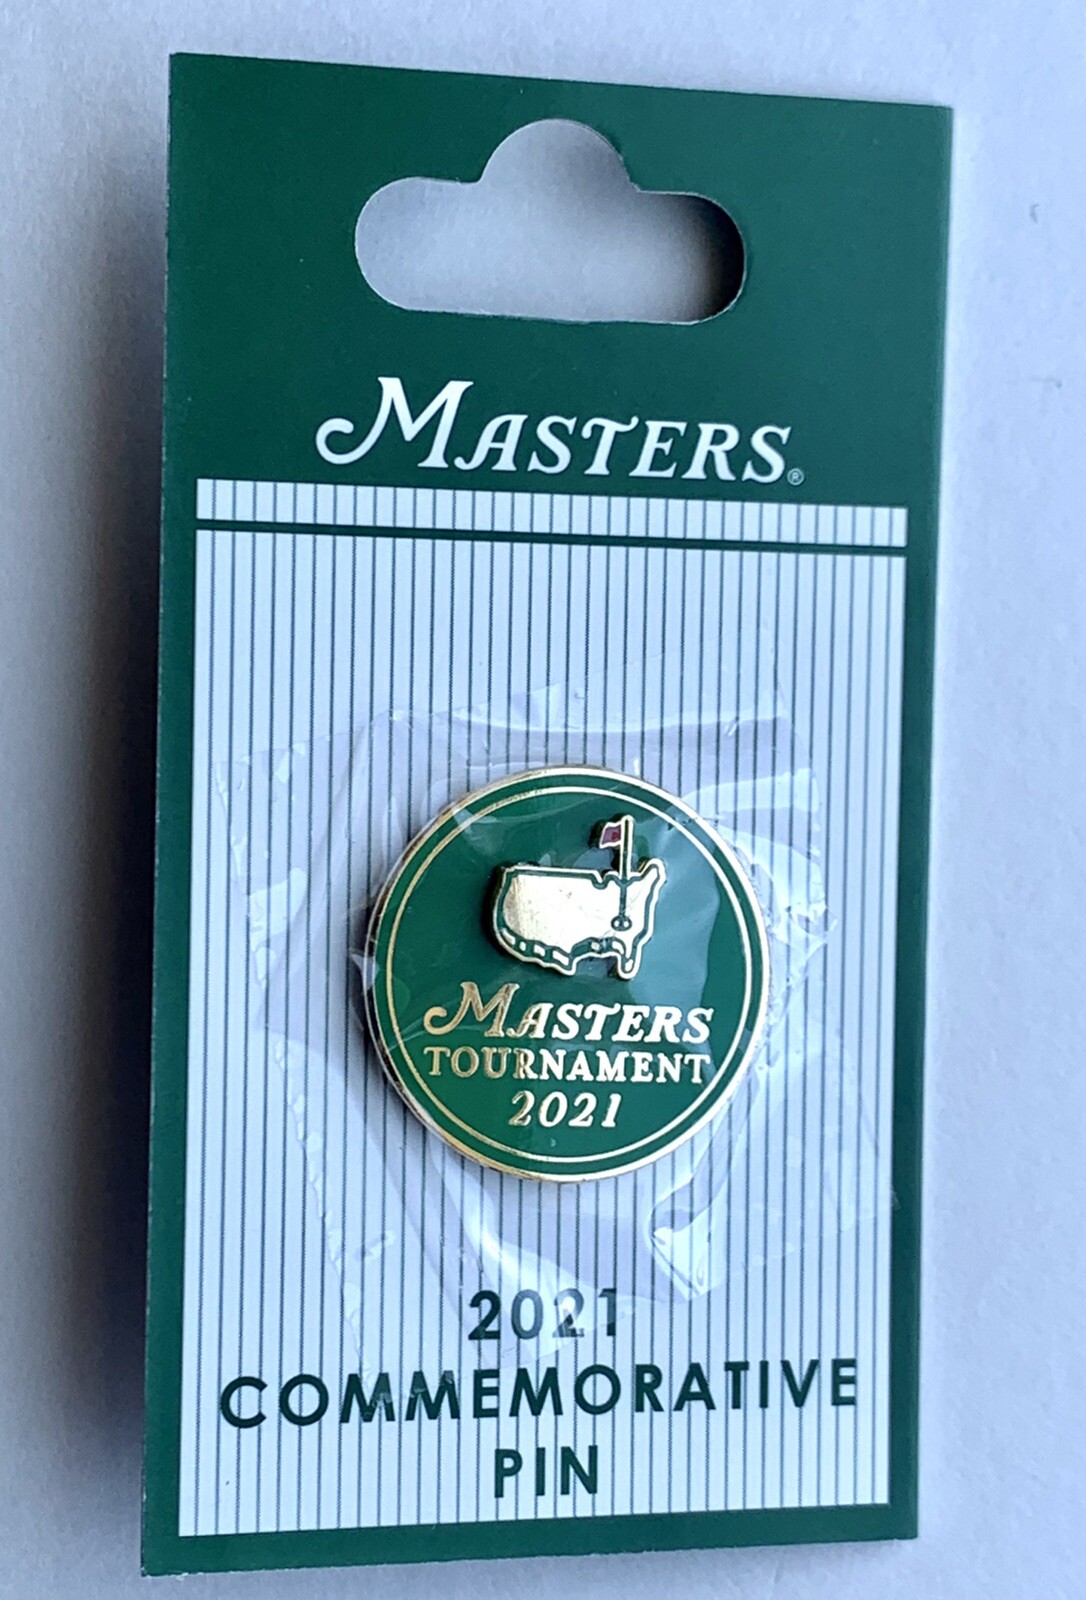 MASTERS®
MASTERS
TOURNAMENT
2021
2021
COMMEMORATIVE
PIN